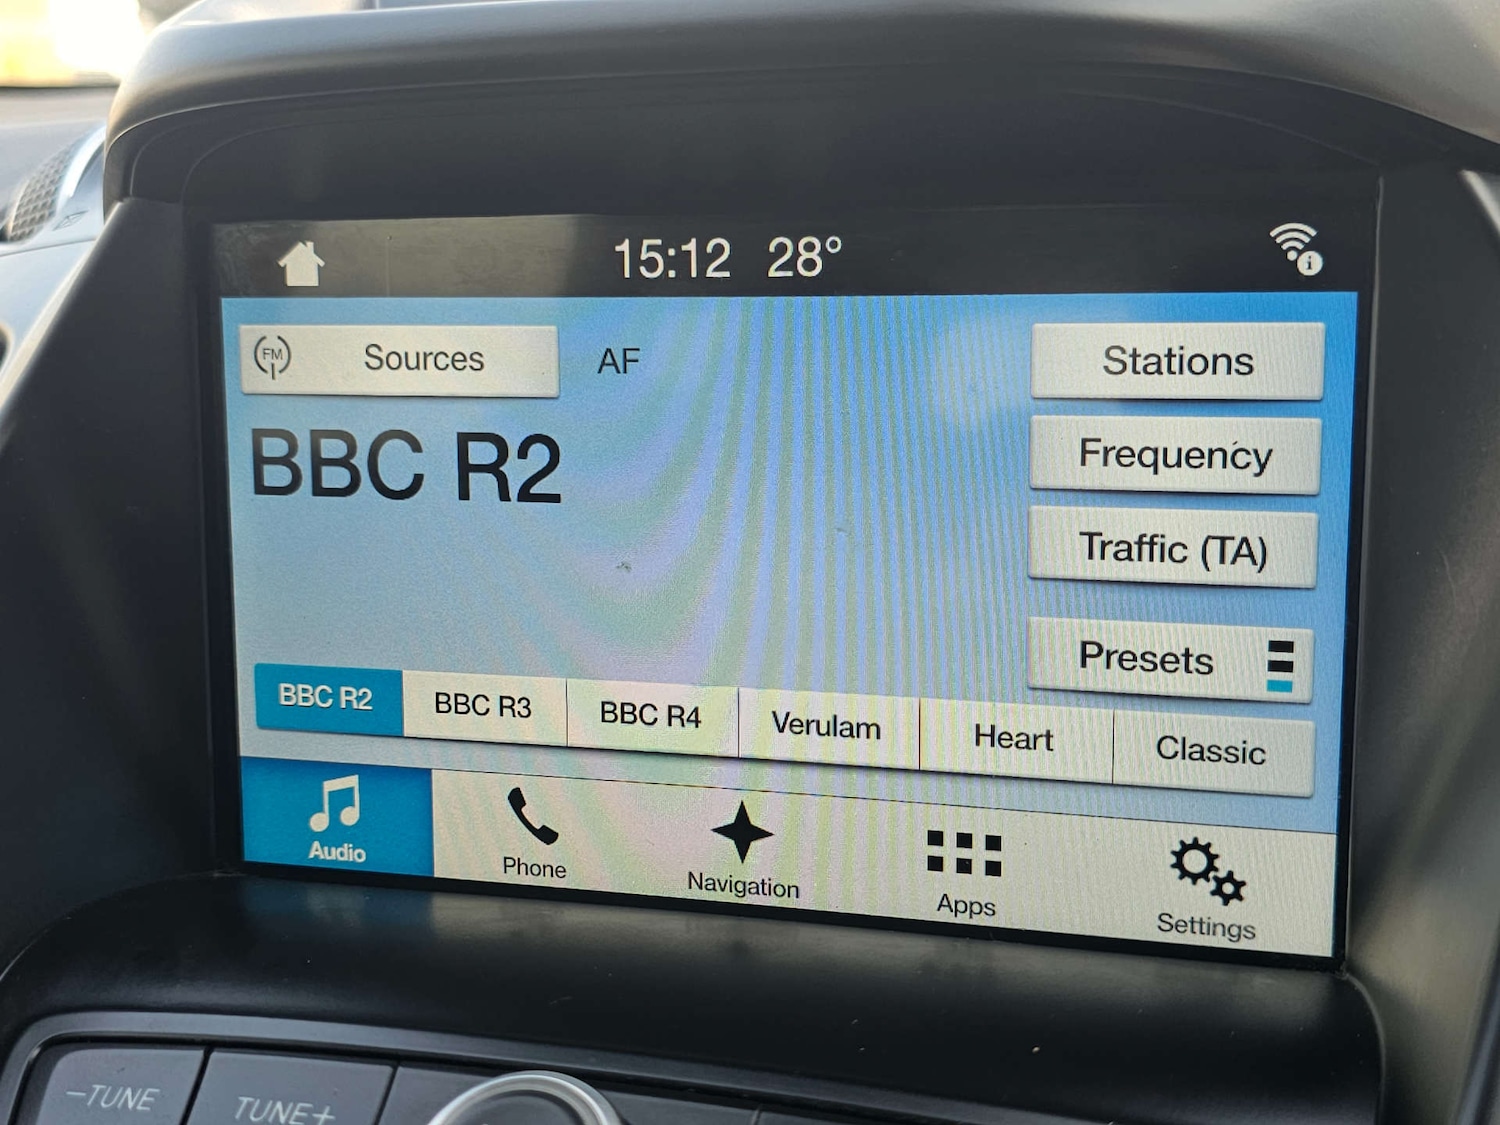 15:12 28°
FM
Sources
AF
Stations
BBC R2
Frequency
Traffic (TA)
Presets
BBC R2
BBC R3
BBC R4
Verulam
Heart
Classic
Audio
Phone
Navigation
Apps
Settings
–TUNE
TUNE+